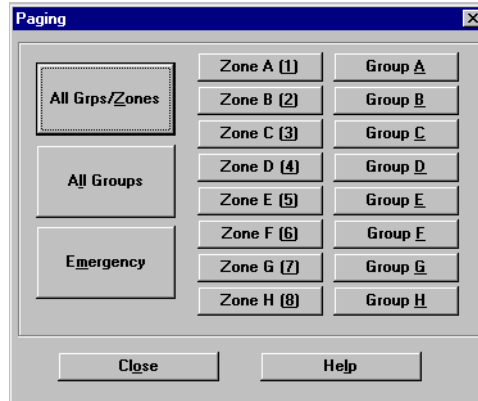 Paging
All Grps/Zones
All Groups
Emergency
Zone A (1)
Zone B (2)
Zone C (3)
Zone D (4)
Zone E (5)
Zone F (6)
Zone G (7)
Zone H (8)
Group A
Group B
Group C
Group D
Group E
Group F
Group G
Group H
Close
Help